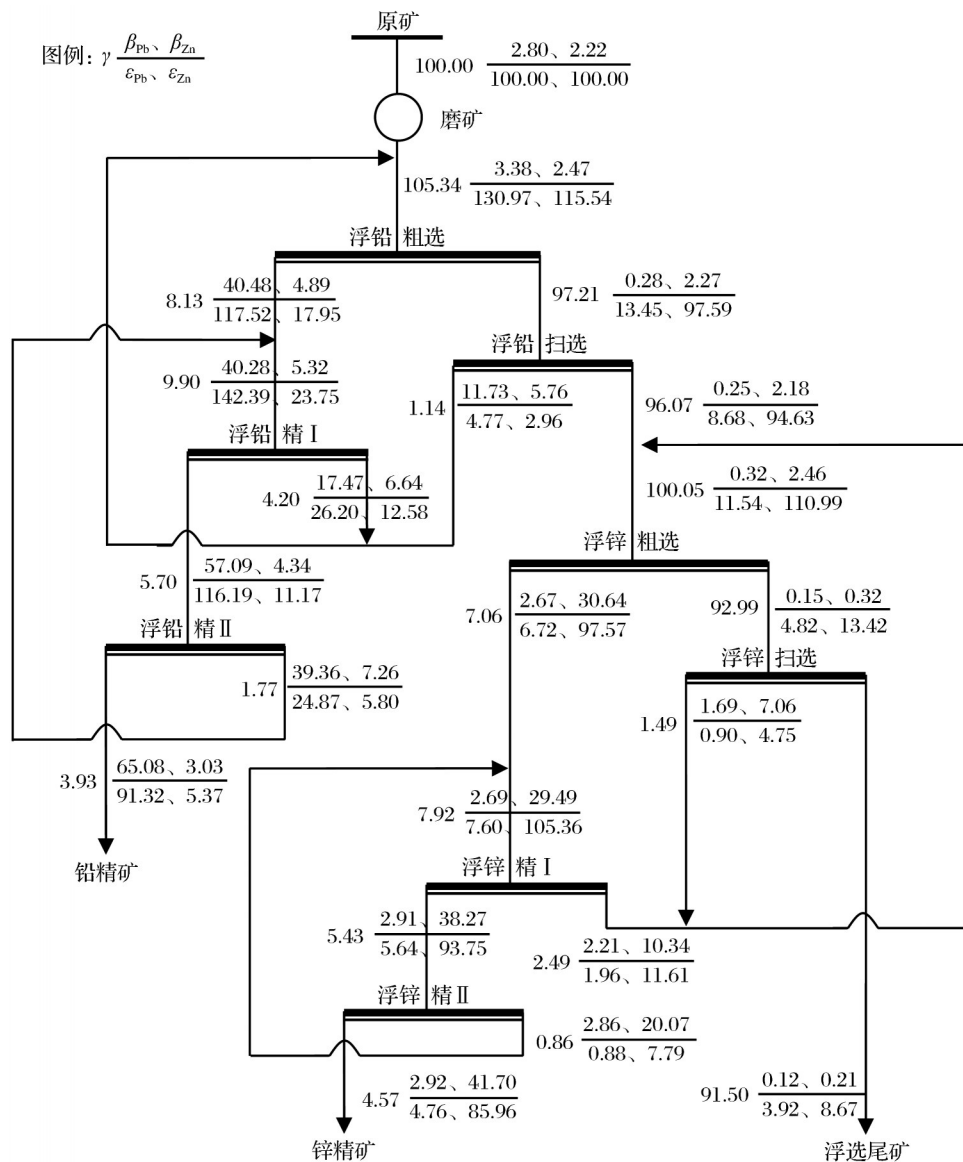 原矿
图例: γ β_Pb、β_Zn
ε_Pb、ε_Zn
100.00 2.80、2.22
100.00、100.00
磨矿
105.34 3.38、2.47
130.97、115.54
浮铅 粗选
8.13 40.48、4.89
117.52、17.95
97.21 0.28、2.27
13.45、97.59
浮铅 扫选
9.90 40.28、5.32
142.39、23.75
1.14 11.73、5.76
4.77、2.96
96.07 0.25、2.18
8.68、94.63
浮铅 精Ⅰ
4.20 17.47、6.64
26.20、12.58
100.05 0.32、2.46
11.54、110.99
浮锌 粗选
5.70 57.09、4.34
116.19、11.17
7.06 2.67、30.64
6.72、97.57
92.99 0.15、0.32
4.82、13.42
浮铅 精Ⅱ
浮锌 扫选
1.77 39.36、7.26
24.87、5.80
1.49 1.69、7.06
0.90、4.75
3.93 65.08、3.03
91.32、5.37
7.92 2.69、29.49
7.60、105.36
铅精矿
浮锌 精Ⅰ
5.43 2.91、38.27
5.64、93.75
2.49 2.21、10.34
1.96、11.61
浮锌 精Ⅱ
0.86 2.86、20.07
0.88、7.79
4.57 2.92、41.70
4.76、85.96
91.50 0.12、0.21
3.92、8.67
锌精矿
浮选尾矿